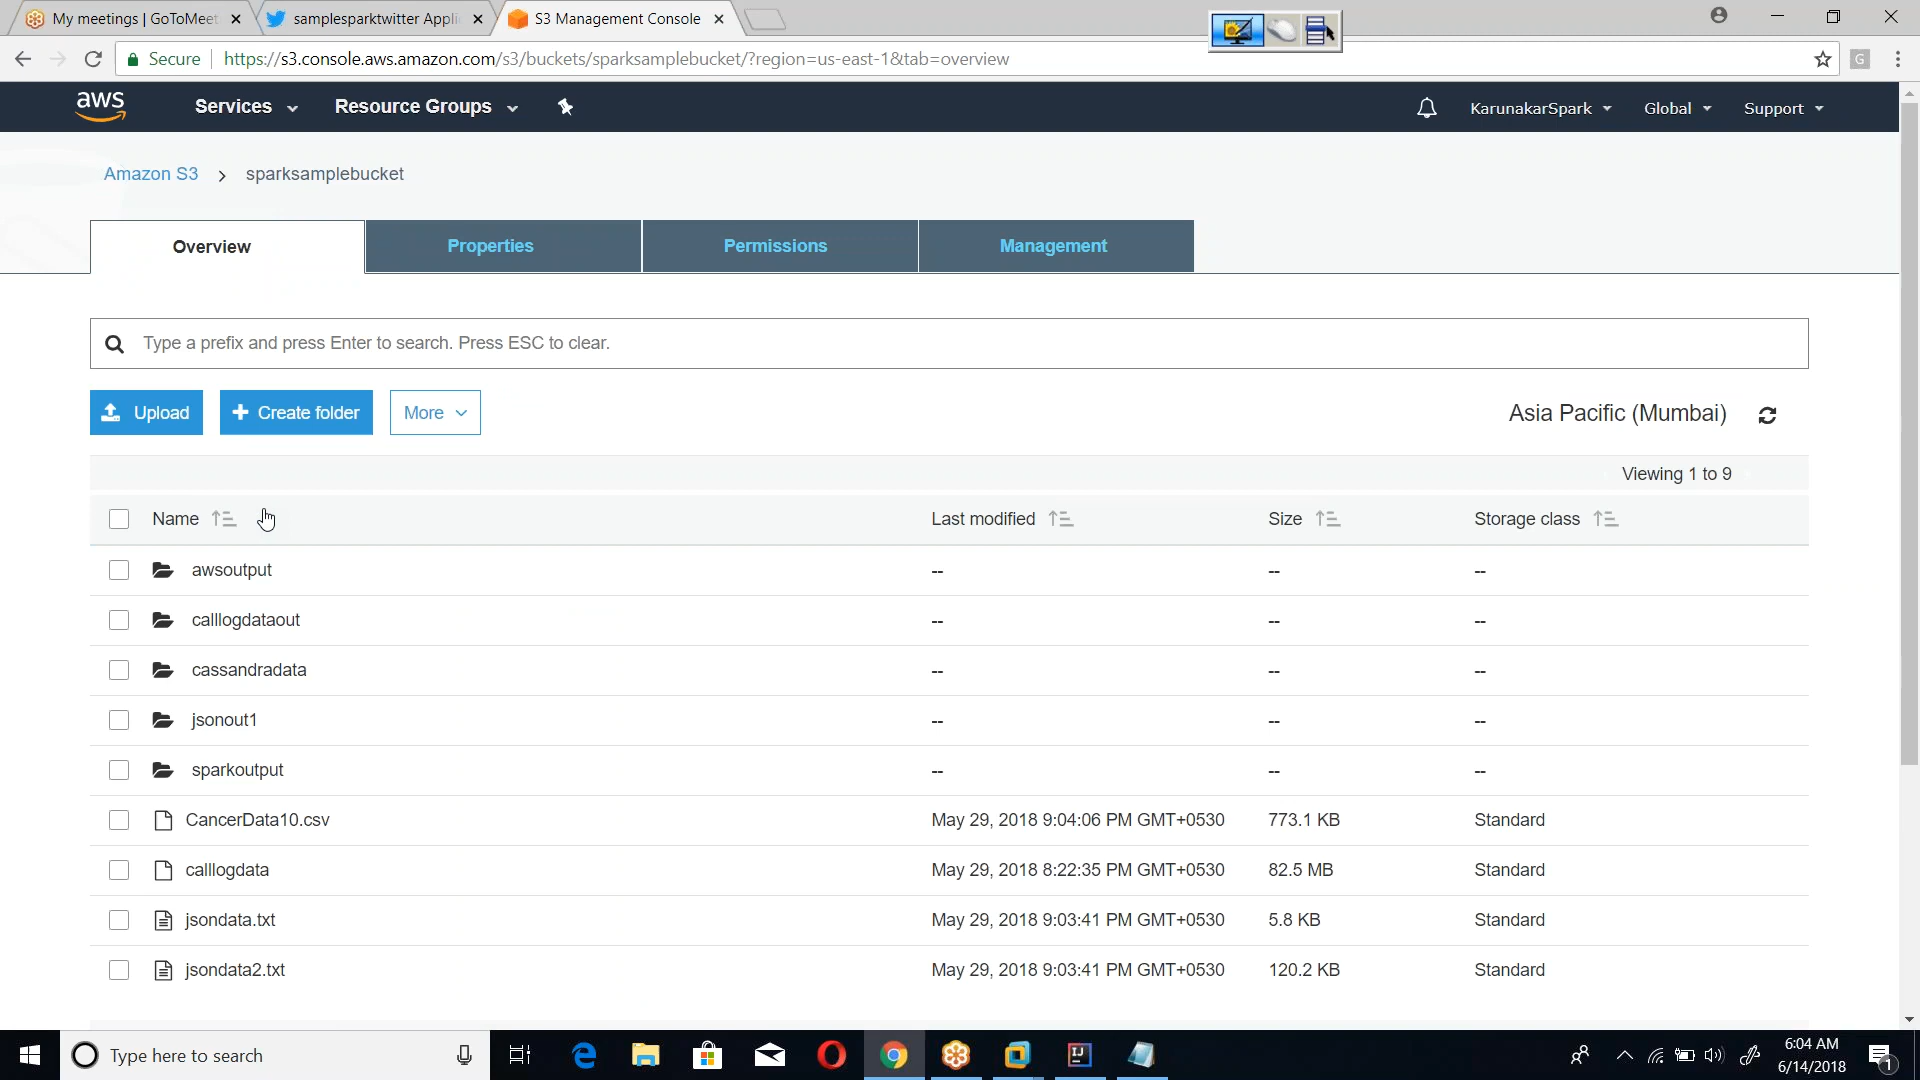 My meetings | GoToMeet
samplesparktwitter Appli
S3 Management Console
Secure
https://s3.console.aws.amazon.com/s3/buckets/sparksamplebucket/?region=us-east-1&tab=overview
G
aws
Services
Resource Groups
KarunakarSpark
Global
Support
Amazon S3 > sparksamplebucket
Overview
Properties
Permissions
Management
Type a prefix and press Enter to search. Press ESC to clear.
Upload
+ Create folder
More
Asia Pacific (Mumbai)
Viewing 1 to 9
Name Last modified Size Storage class
awsoutput -- -- --
calllogdataout -- -- --
cassandradata -- -- --
jsonout1 -- -- --
sparkoutput -- -- --
CancerData10.csv May 29, 2018 9:04:06 PM GMT+0530 773.1 KB Standard
calllogdata May 29, 2018 8:22:35 PM GMT+0530 82.5 MB Standard
jsondata.txt May 29, 2018 9:03:41 PM GMT+0530 5.8 KB Standard
jsondata2.txt May 29, 2018 9:03:41 PM GMT+0530 120.2 KB Standard
Type here to search
IJ
6:04 AM
6/14/2018
1